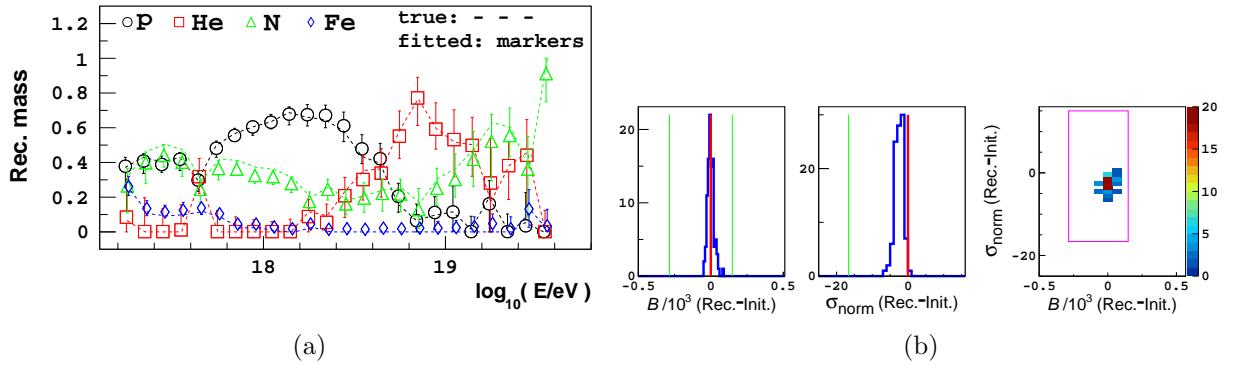 p He N Fe
true: - - -
fitted: markers
Rec. mass
1.2
1
0.8
0.6
0.4
0.2
0
18 19
log10( E/eV )
(a)
20
10
0
−0.5 0 0.5
B /10^3 (Rec.−Init.)
20
0
−20 0
σnorm (Rec.−Init.)
σnorm (Rec.−Init.)
0
−20
−25
−0.5 0 0.5
B /10^3 (Rec.−Init.)
20
15
10
5
0
(b)